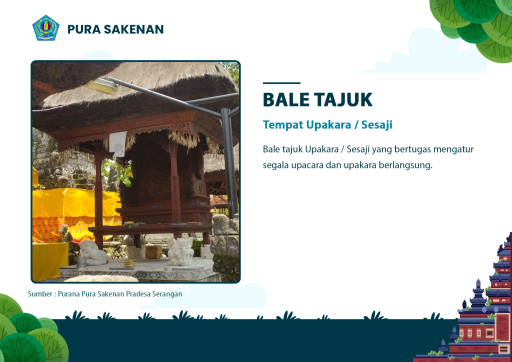 PURA SAKENAN
BALE TAJUK
Tempat Upakara / Sesaji
Bale tajuk Upakara / Sesaji yang bertugas mengatur
segala upacara dan upakara berlangsung.
Sumber : Purana Pura Sakenan Pradesa Serangan